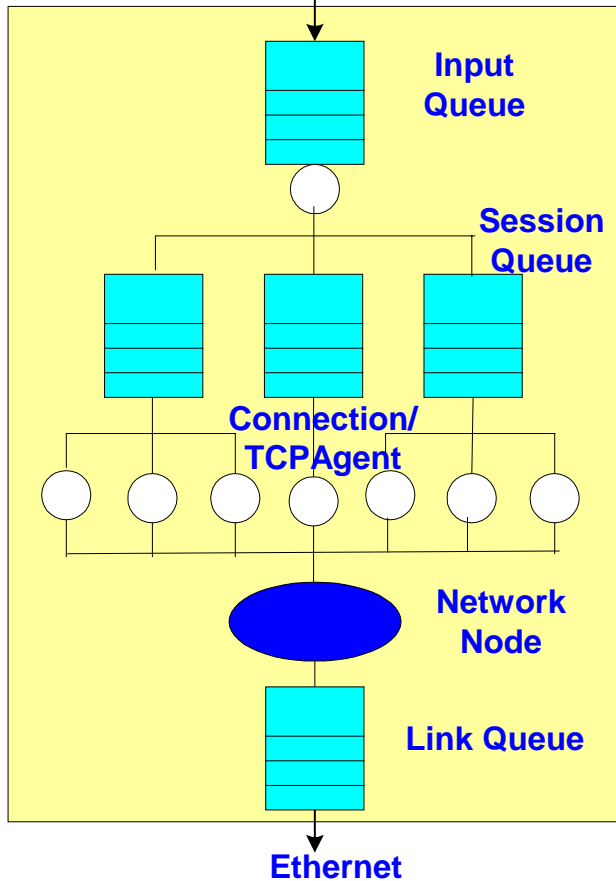 Input
Queue
Session
Queue
Connection/
TCPAgent
Network
Node
Link Queue
Ethernet